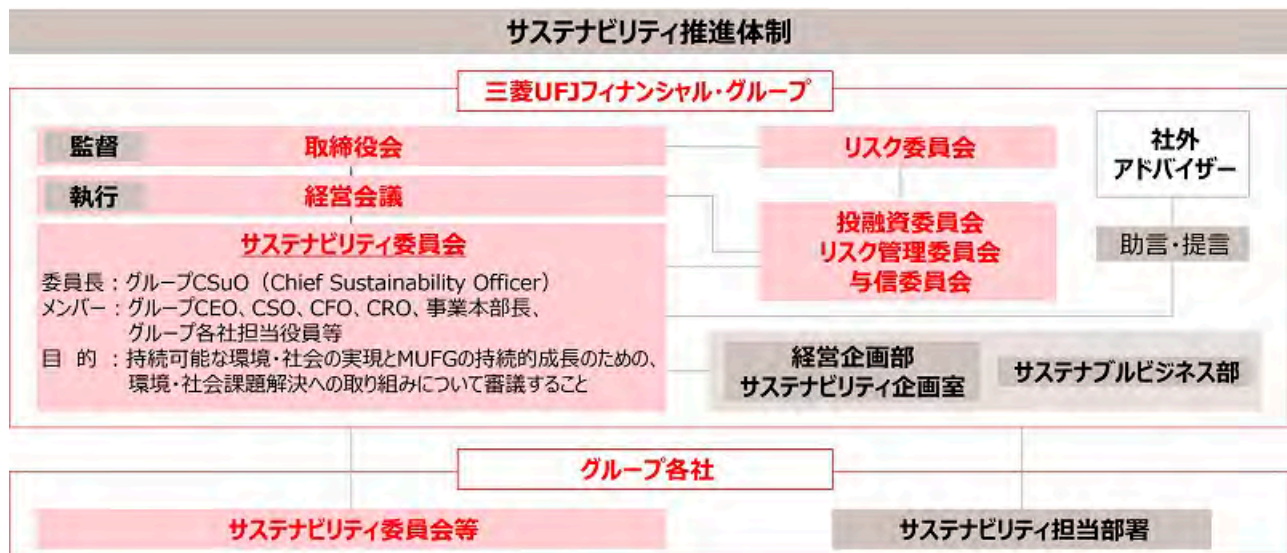 サステナビリティ推進体制
三菱UFJフィナンシャル・グループ
監督 取締役会
リスク委員会
社外
アドバイザー
執行 経営会議
投融資委員会
リスク管理委員会
与信委員会
助言・提言
サステナビリティ委員会
委員長：グループCSuO（Chief Sustainability Officer）
メンバー：グループCEO、CSO、CFO、CRO、事業本部長、
グループ各社担当役員等
目 的 ：持続可能な環境・社会の実現とMUFGの持続的成長のための、
環境・社会課題解決への取り組みについて審議すること
経営企画部
サステナビリティ企画室
サステナブルビジネス部
グループ各社
サステナビリティ委員会等
サステナビリティ担当部署